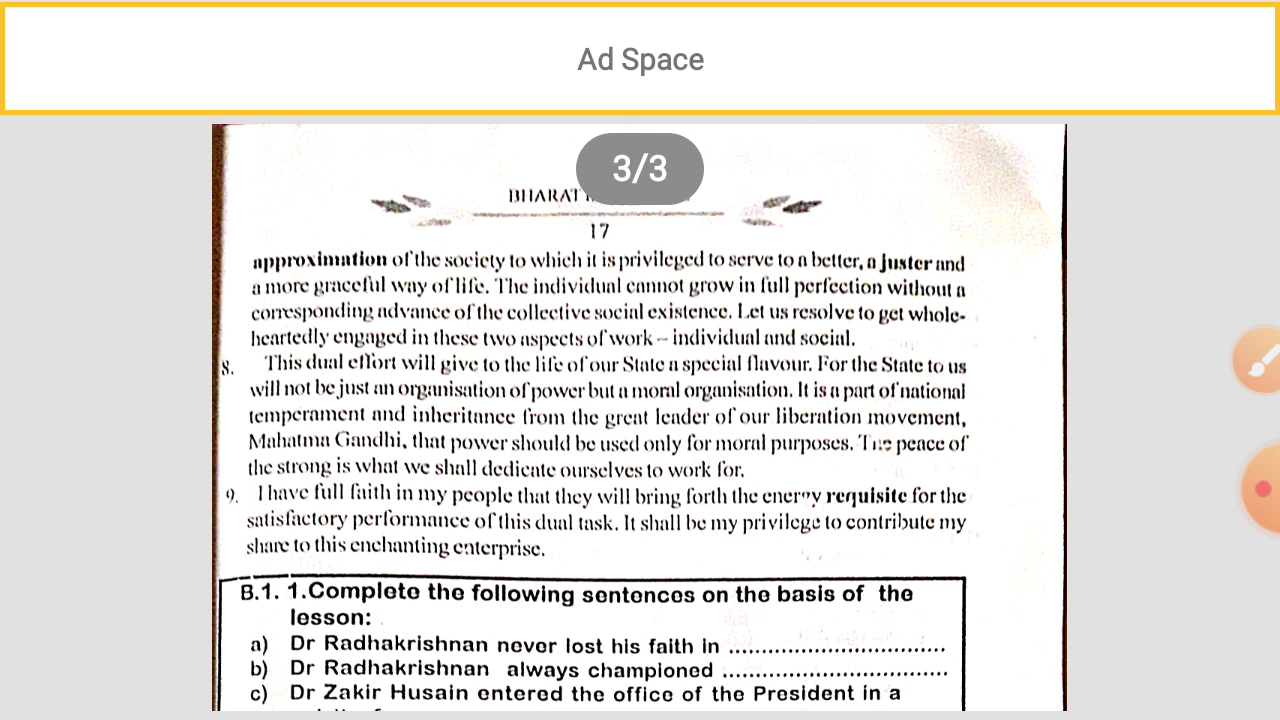 Ad Space
3/3
BHARAT
17
approximation of the society to which it is privileged to serve to a better, a juster and
a more graceful way of life. The individual cannot grow in full perfection without a
corresponding advance of the collective social existence. Let us resolve to get whole-
heartedly engaged in these two aspects of work – individual and social.
8. This dual effort will give to the life of our State a special flavour. For the State to us
will not be just an organisation of power but a moral organisation. It is a part of national
temperament and inheritance from the great leader of our liberation movement,
Mahatma Gandhi, that power should be used only for moral purposes. The peace of
the strong is what we shall dedicate ourselves to work for.
9. I have full faith in my people that they will bring forth the energy requisite for the
satisfactory performance of this dual task. It shall be my privilege to contribute my
share to this enchanting enterprise.
B.1. 1.Complete the following sentences on the basis of the
lesson:
a) Dr Radhakrishnan never lost his faith in .................................
b) Dr Radhakrishnan always championed ..................................
c) Dr Zakir Husain entered the office of the President in a